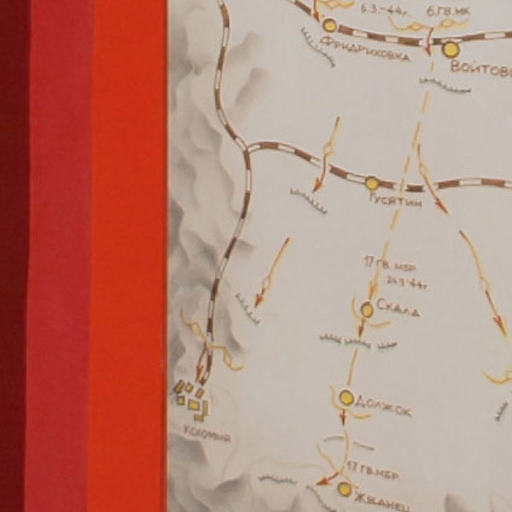 6.3.-44г. 6.ГВ.МК
ФРИДРИХОВКА
ВОЙТОВ
ГУСЯТИН
17 ГВ. МБР
24.3-44г.
СКАЛА
ДОЛЖОК
КОЛОМЫЯ
17 ГВ. МБР
ЖВАНЕЦ